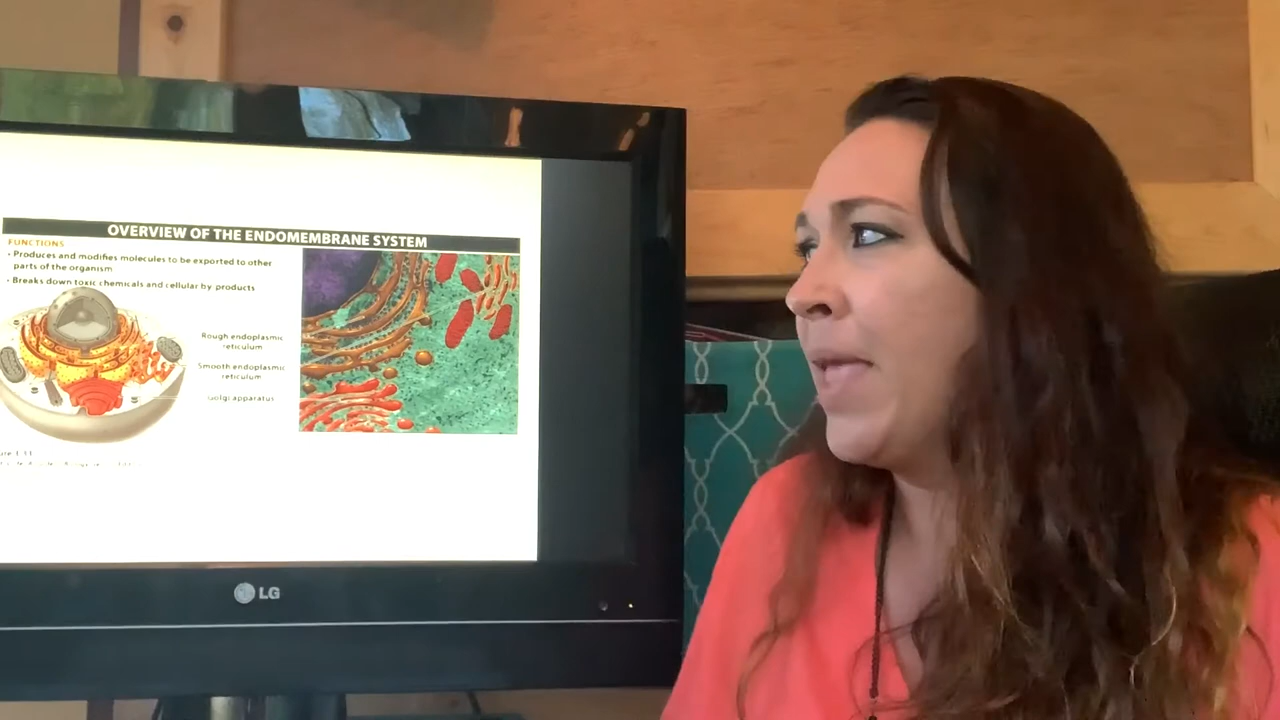 OVERVIEW OF THE ENDOMEMBRANE SYSTEM
FUNCTIONS
• Produces and modifies molecules to be exported to other
parts of the organism
• Breaks down toxic chemicals and cellular by products
Rough endoplasmic
reticulum
Smooth endoplasmic
reticulum
Golgi apparatus
LG